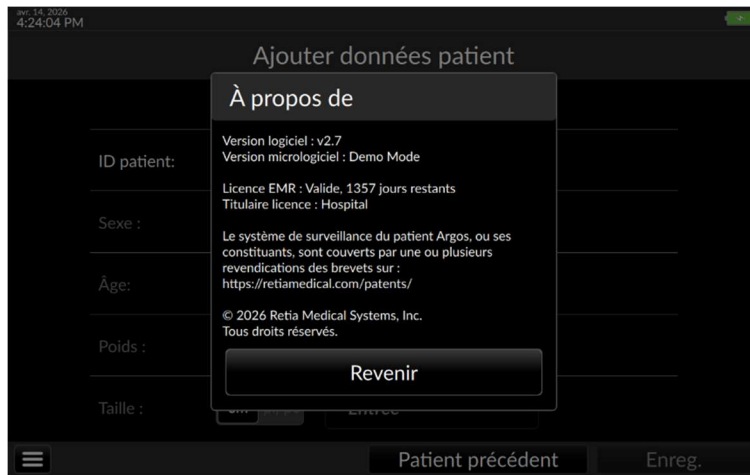 avr. 14, 2026
4:24:04 PM
Ajouter données patient
À propos de
Version logiciel : v2.7
Version micrologiciel : Demo Mode
Licence EMR : Valide, 1357 jours restants
Titulaire licence : Hospital
Le système de surveillance du patient Argos, ou ses
constituants, sont couverts par une ou plusieurs
revendications des brevets sur :
https://retiamedical.com/patents/
© 2026 Retia Medical Systems, Inc.
Tous droits réservés.
Revenir
ID patient:
Sexe :
Âge:
Poids :
Taille :
Entrée
Patient précédent
Enreg.